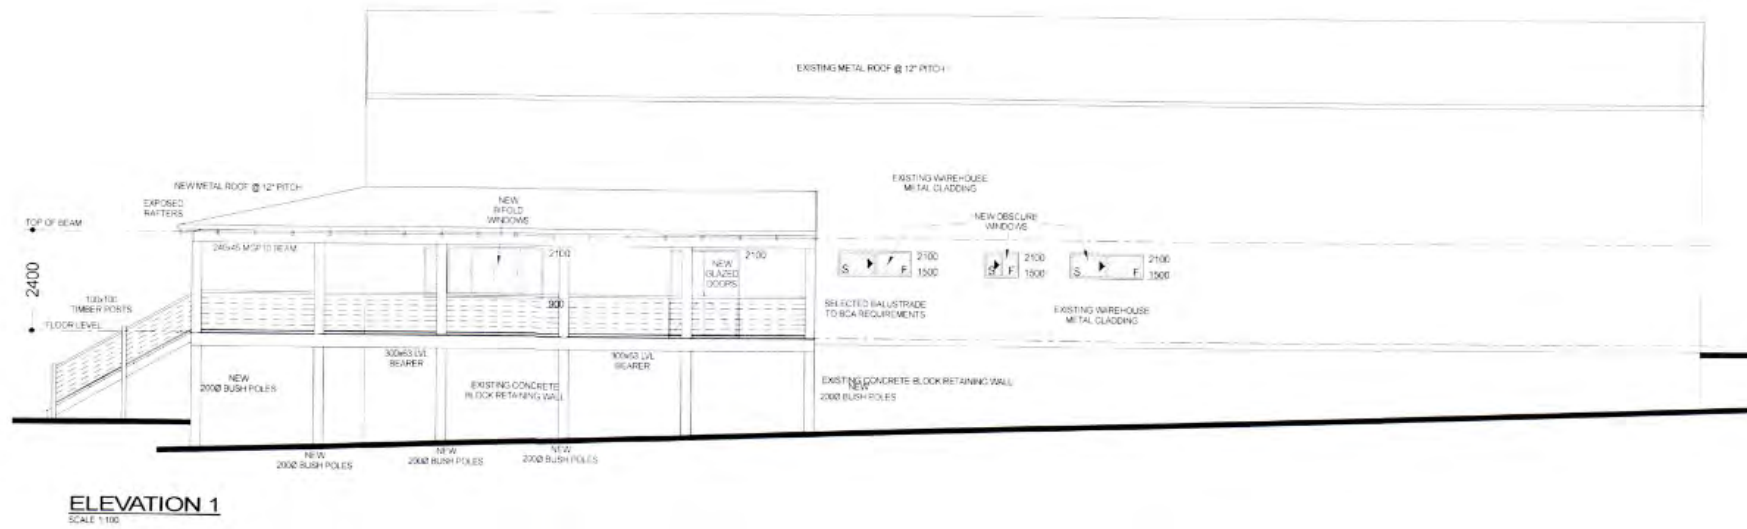 EXISTING METAL ROOF @ 12° PITCH
NEW METAL ROOF @ 12° PITCH
EXISTING WAREHOUSE
METAL CLADDING
EXPOSED
RAFTERS
NEW
BIFOLD
WINDOWS
NEW OBSCURE
WINDOWS
TOP OF BEAM
240x45 MGP10 BEAM
2100
2100
NEW
GLAZED
DOORS
S
F
2100
1500
S
F
2100
1500
S
F
2100
1500
2400
100x100
TIMBER POSTS
900
SELECTED BALUSTRADE
TO BCA REQUIREMENTS
EXISTING WAREHOUSE
METAL CLADDING
FLOOR LEVEL
300x63 LVL
BEARER
300x63 LVL
BEARER
NEW
200Ø BUSH POLES
EXISTING CONCRETE
BLOCK RETAINING WALL
EXISTING CONCRETE BLOCK RETAINING WALL
NEW
200Ø BUSH POLES
NEW
200Ø BUSH POLES
NEW
200Ø BUSH POLES
NEW
200Ø BUSH POLES
ELEVATION 1
SCALE 1:100